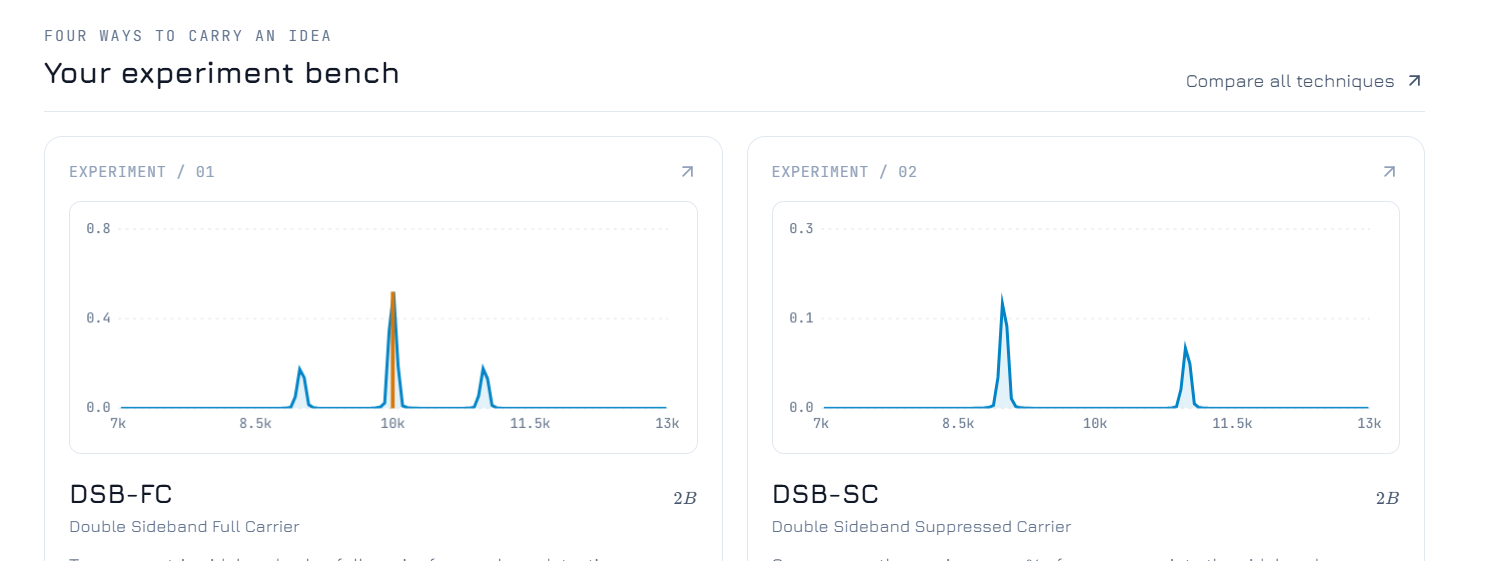 FOUR WAYS TO CARRY AN IDEA
Your experiment bench
Compare all techniques
EXPERIMENT / 01
0.8
0.4
0.0
7k 8.5k 10k 11.5k 13k
DSB-FC
2B
Double Sideband Full Carrier
EXPERIMENT / 02
0.3
0.1
0.0
7k 8.5k 10k 11.5k 13k
DSB-SC
2B
Double Sideband Suppressed Carrier